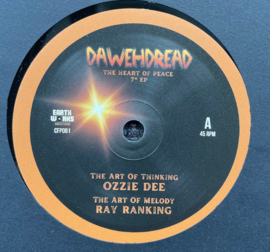 DAWEHDREAD
THE HEART OF PEACE
7" EP
EARTH
W RKS
CFP001
A
45 RPM
THE ART OF THINKING
OZZIE DEE
THE ART OF MELODY
RAY RANKING